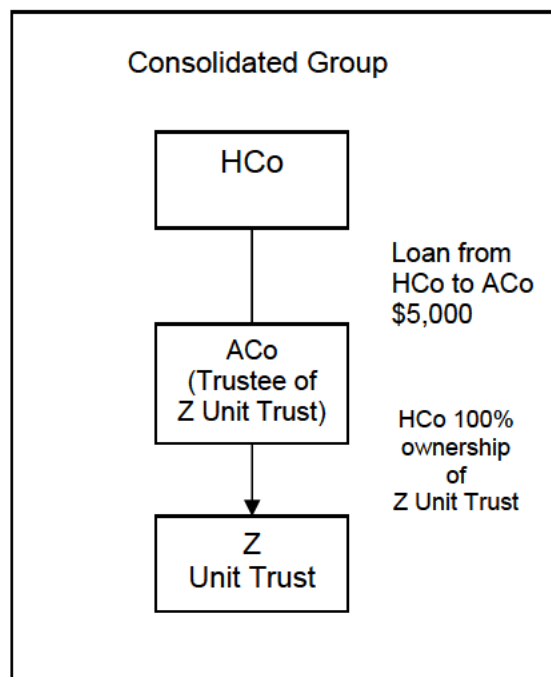 Consolidated Group
HCo
Loan from
HCo to ACo
$5,000
ACo
(Trustee of
Z Unit Trust)
HCo 100%
ownership
of
Z Unit Trust
Z
Unit Trust